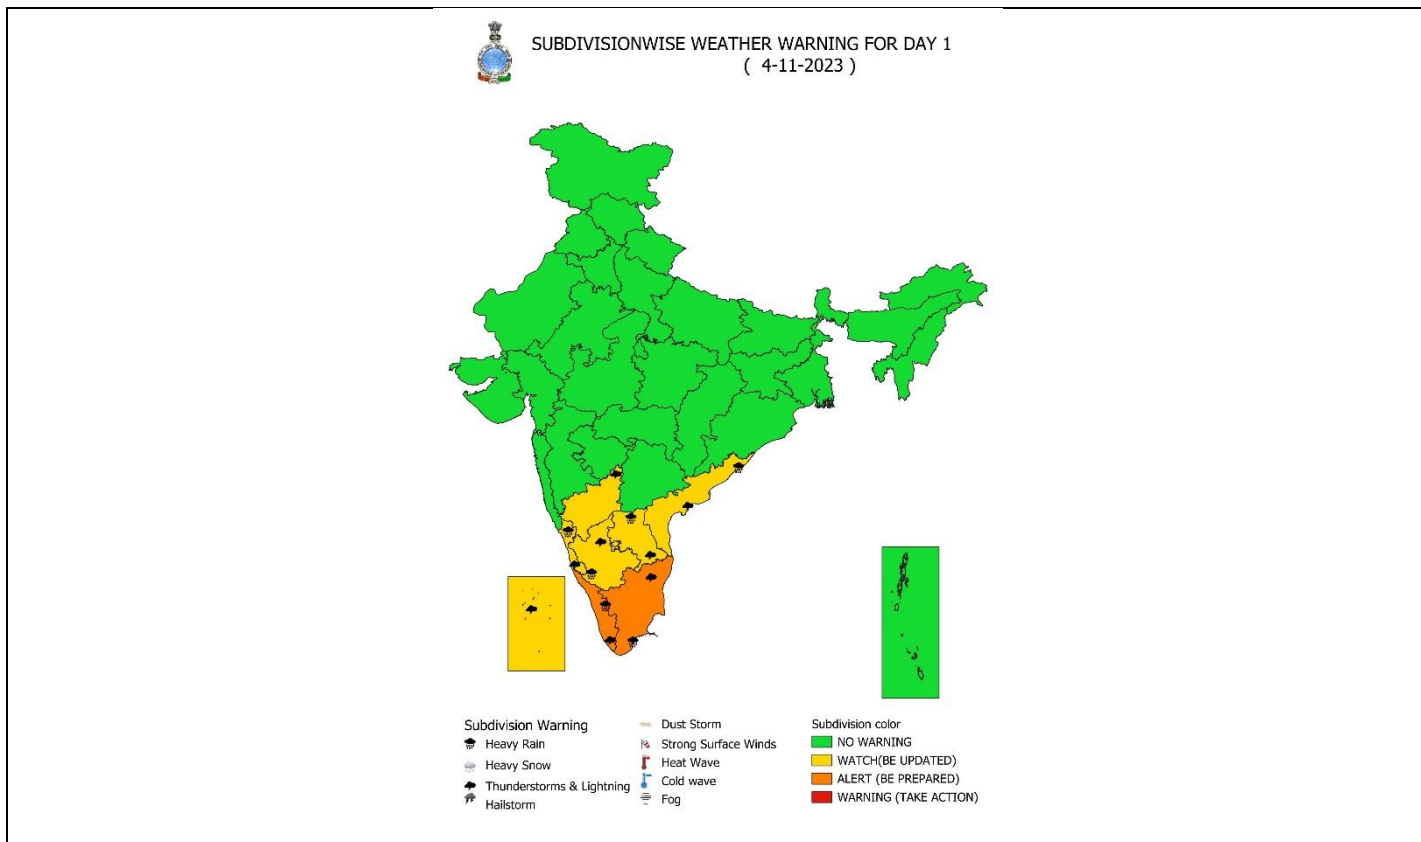 SUBDIVISIONWISE WEATHER WARNING FOR DAY 1
( 4-11-2023 )
Subdivision Warning
Heavy Rain
Heavy Snow
Thunderstorms & Lightning
Hailstorm
Dust Storm
Strong Surface Winds
Heat Wave
Cold wave
Fog
Subdivision color
NO WARNING
WATCH(BE UPDATED)
ALERT (BE PREPARED)
WARNING (TAKE ACTION)